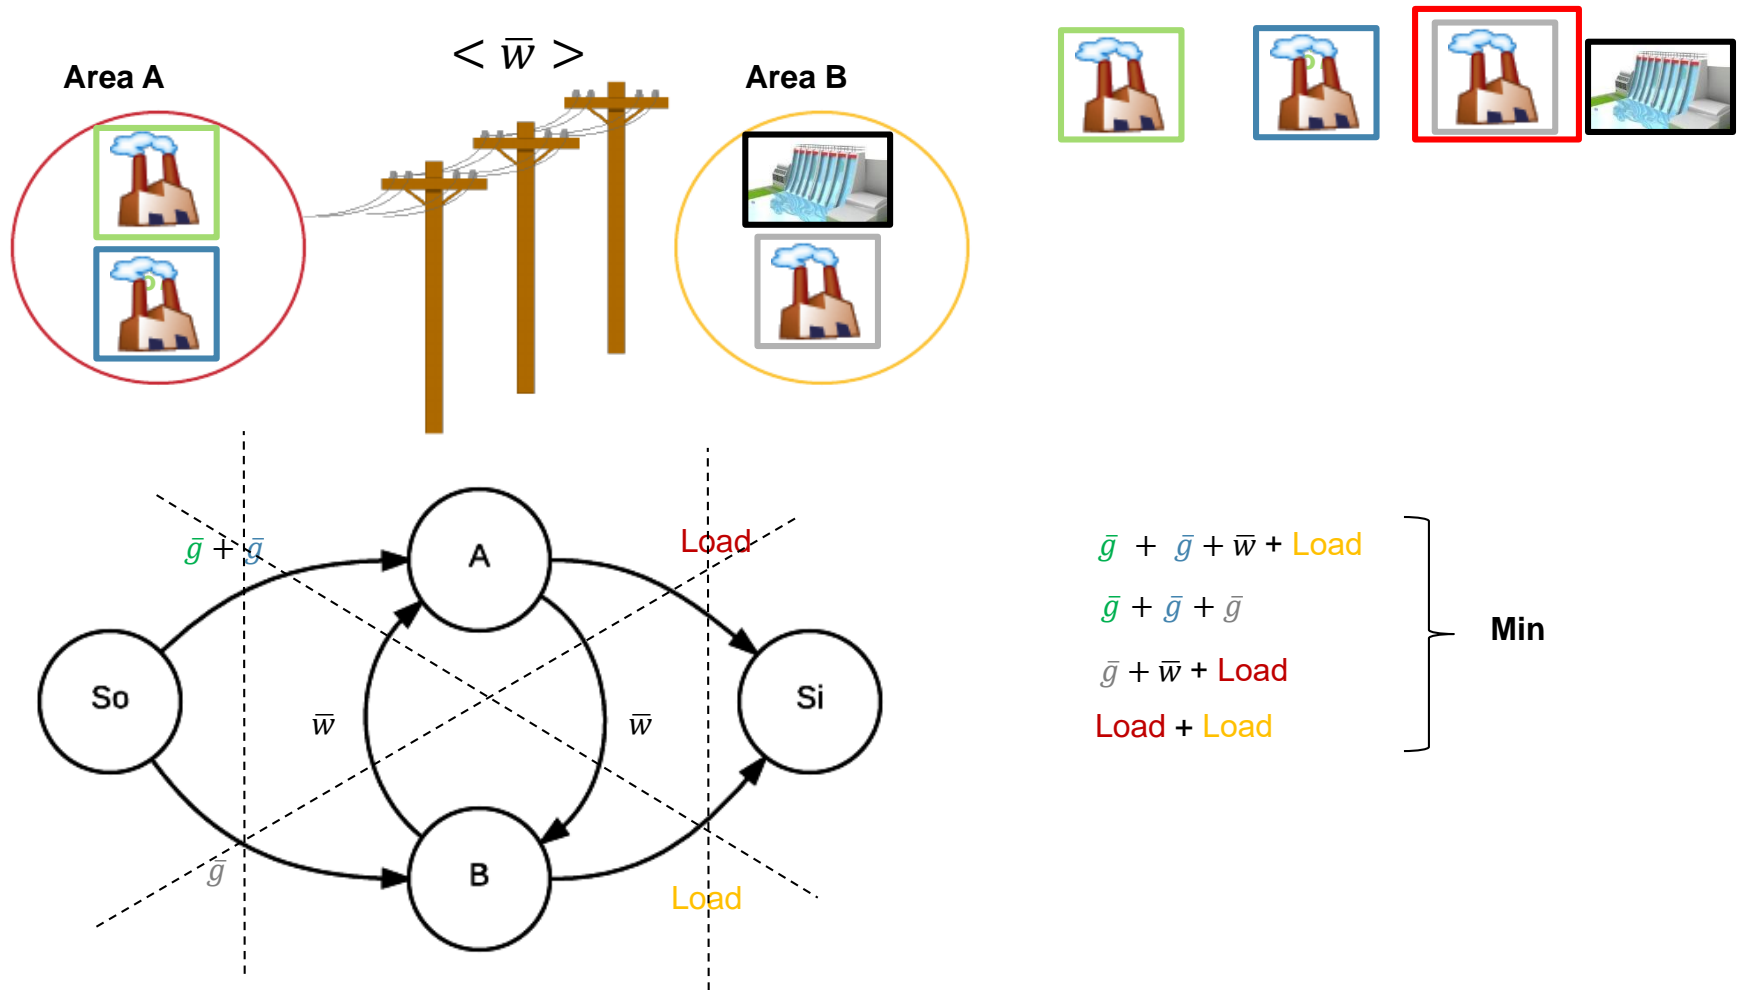 < w̅ >
Area A
Area B
g̅ + g̅
Load
A
So
Si
w̅
w̅
B
g̅
Load
g̅ + g̅ + w̅ + Load
g̅ + g̅ + g̅
g̅ + w̅ + Load
Load + Load
Min